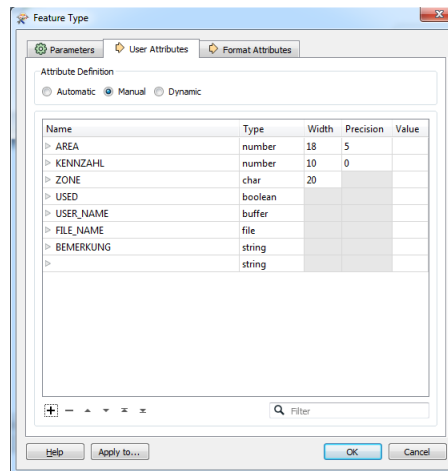 Feature Type
Parameters User Attributes Format Attributes
Attribute Definition
Automatic Manual Dynamic
Name Type Width Precision Value
AREA number 18 5
KENNZAHL number 10 0
ZONE char 20
USED boolean
USER_NAME buffer
FILE_NAME file
BEMERKUNG string
string
Filter
Help Apply to... OK Cancel